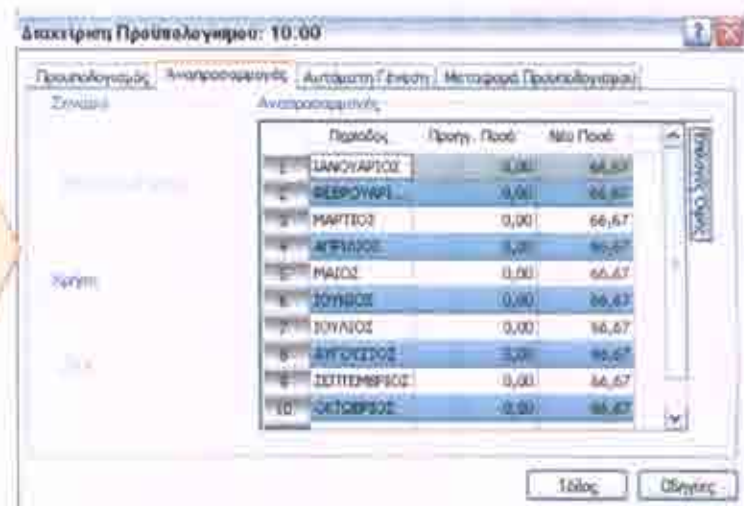 Διαχείριση Προϋπολογισμού: 10.00
Προϋπολογισμός Αναπροσαρμογές Αυτόματη Γένεση Μεταφορά Προϋπολογισμού
Αναπροσαρμογές
Περίοδος Προηγ. Ποσό Νέο Ποσό
1 ΙΑΝΟΥΑΡΙΟΣ 0,00 66,67
2 ΦΕΒΡΟΥΑΡΙ... 0,00 66,67
3 ΜΑΡΤΙΟΣ 0,00 66,67
4 ΑΠΡΙΛΙΟΣ 0,00 66,67
5 ΜΑΙΟΣ 0,00 66,67
6 ΙΟΥΝΙΟΣ 0,00 66,67
7 ΙΟΥΛΙΟΣ 0,00 66,67
8 ΑΥΓΟΥΣΤΟΣ 0,00 66,67
9 ΣΕΠΤΕΜΒΡΙΟΣ 0,00 66,67
10 ΟΚΤΩΒΡΙΟΣ 0,00 66,67
Επιλογές Οψης
Χρήση
Τέλος Οδηγίες